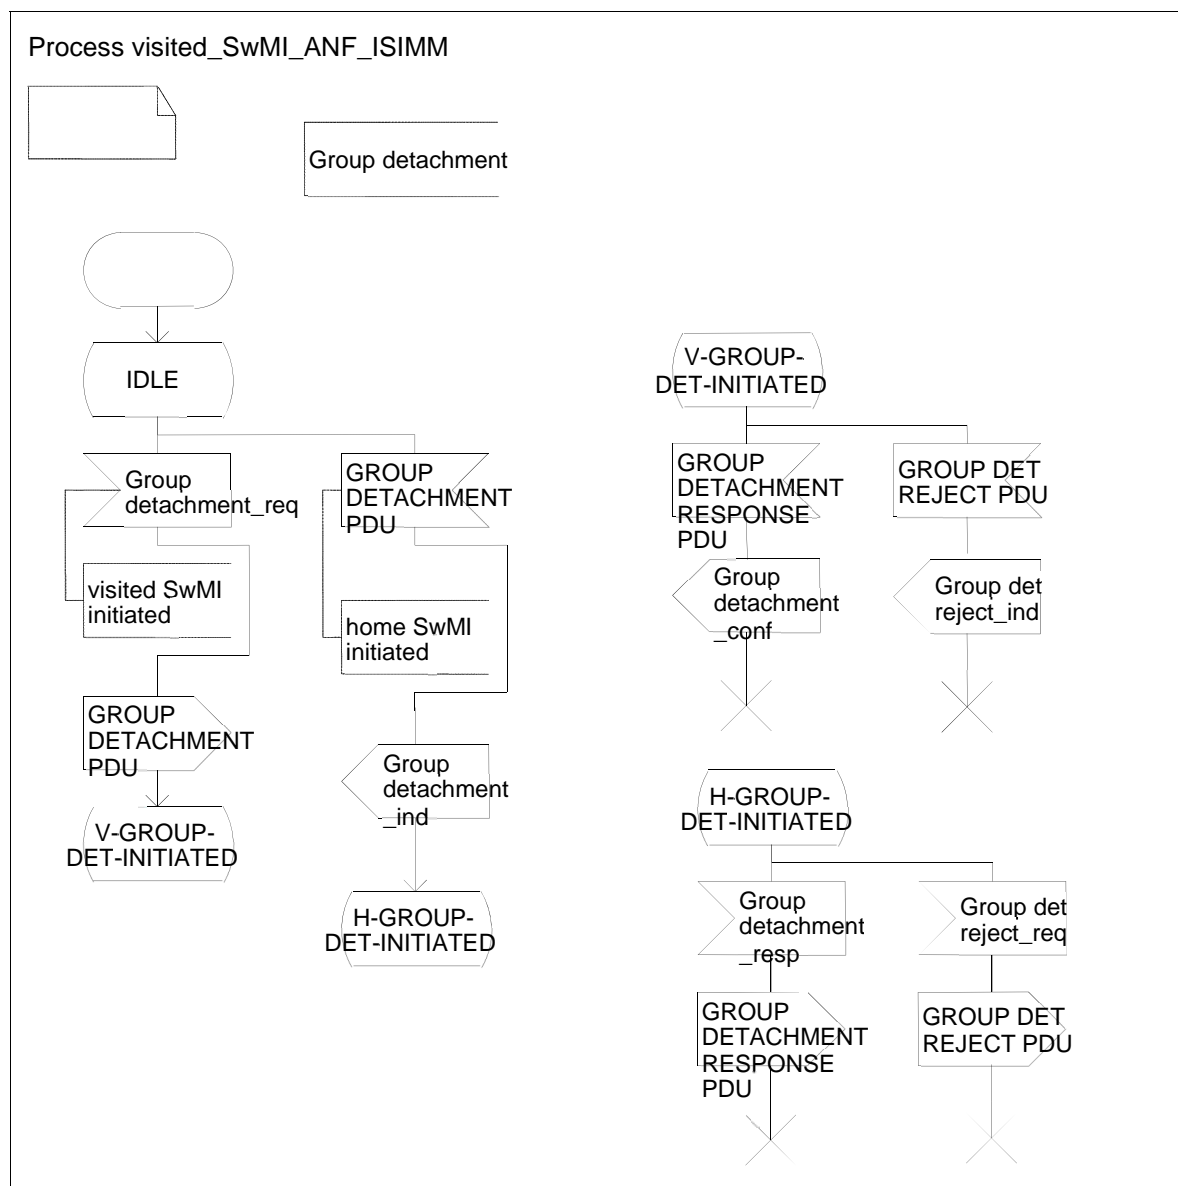 Process visited_SwMI_ANF_ISIMM
Group detachment
IDLE
Group
detachment_req
visited SwMI
initiated
GROUP
DETACHMENT
PDU
V-GROUP-
DET-INITIATED
GROUP
DETACHMENT
PDU
home SwMI
initiated
Group
detachment
_ind
H-GROUP-
DET-INITIATED
V-GROUP-
DET-INITIATED
GROUP
DETACHMENT
RESPONSE
PDU
Group
detachment
_conf
GROUP DET
REJECT PDU
Group det
reject_ind
H-GROUP-
DET-INITIATED
Group
detachment
_resp
GROUP
DETACHMENT
RESPONSE
PDU
Group det
reject_req
GROUP DET
REJECT PDU